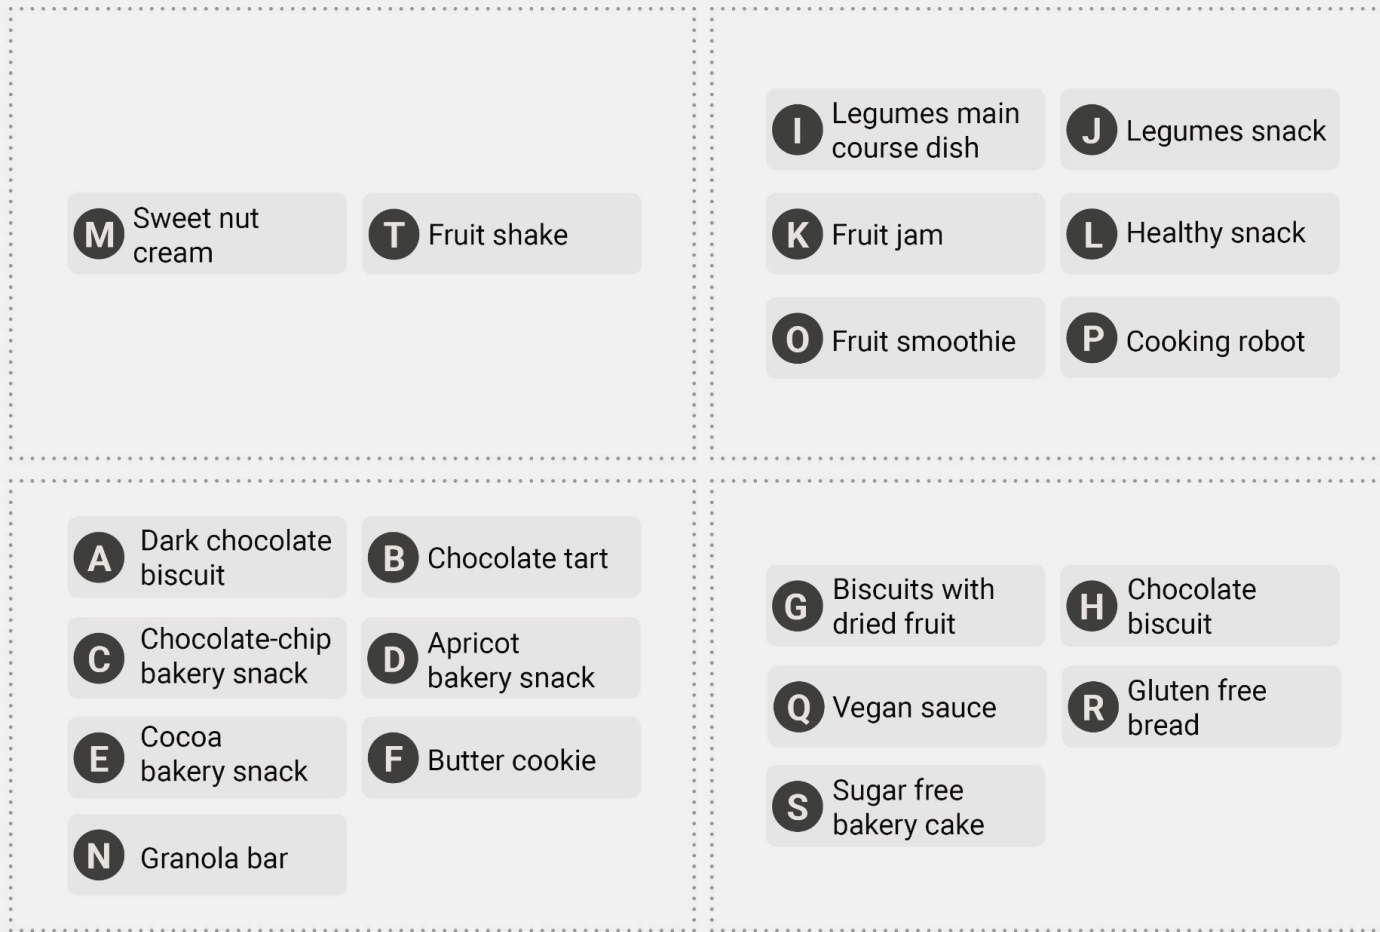 M Sweet nut
cream
T Fruit shake
I Legumes main
course dish
J Legumes snack
K Fruit jam
L Healthy snack
O Fruit smoothie
P Cooking robot
A Dark chocolate
biscuit
B Chocolate tart
C Chocolate-chip
bakery snack
D Apricot
bakery snack
E Cocoa
bakery snack
F Butter cookie
N Granola bar
G Biscuits with
dried fruit
H Chocolate
biscuit
Q Vegan sauce
R Gluten free
bread
S Sugar free
bakery cake